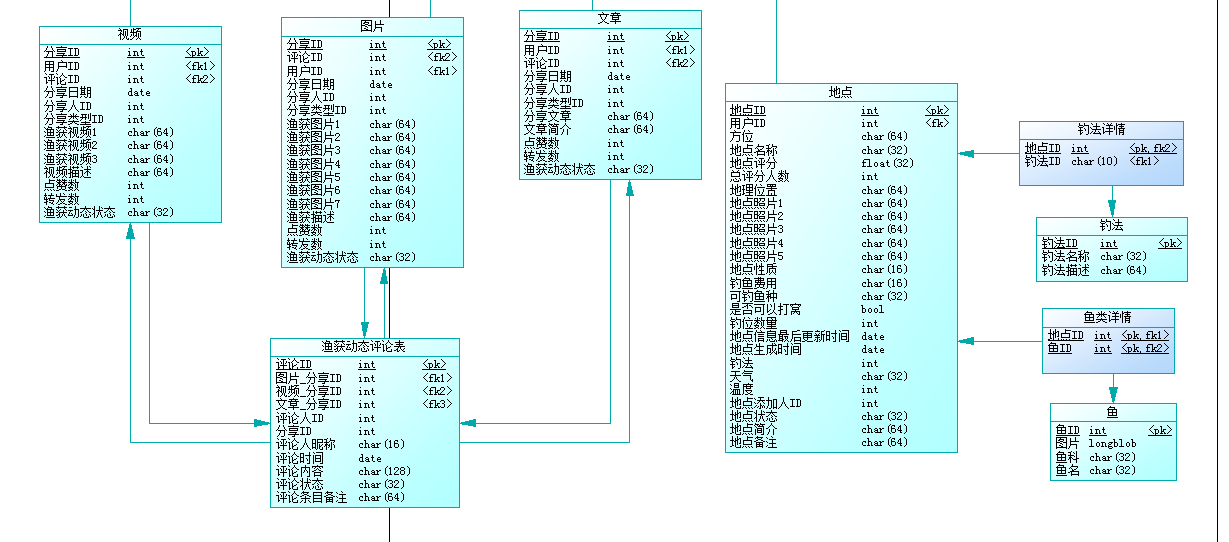 视频
分享ID int <pk>
用户ID int <fk1>
评论ID int <fk2>
分享日期 date
分享人ID int
分享类型ID int
渔获视频1 char(64)
渔获视频2 char(64)
渔获视频3 char(64)
视频描述 char(64)
点赞数 int
转发数 int
渔获动态状态 char(32)
图片
分享ID int <pk>
评论ID int <fk2>
用户ID int <fk1>
分享日期 date
分享人ID int
分享类型ID int
渔获图片1 char(64)
渔获图片2 char(64)
渔获图片3 char(64)
渔获图片4 char(64)
渔获图片5 char(64)
渔获图片6 char(64)
渔获图片7 char(64)
渔获描述 char(64)
点赞数 int
转发数 int
渔获动态状态 char(32)
文章
分享ID int <pk>
用户ID int <fk1>
评论ID int <fk2>
分享日期 date
分享人ID int
分享类型ID int
分享文章 char(64)
文章简介 char(64)
点赞数 int
转发数 int
渔获动态状态 char(32)
渔获动态评论表
评论ID int <pk>
图片_分享ID int <fk1>
视频_分享ID int <fk2>
文章_分享ID int <fk3>
评论人ID int
分享ID int
评论人昵称 char(16)
评论时间 date
评论内容 char(128)
评论状态 char(32)
评论条目备注 char(64)
地点
地点ID int <pk>
用户ID int <fk>
方位 char(64)
地点名称 char(32)
地点评分 float(32)
总评分人数 int
地理位置 char(64)
地点照片1 char(64)
地点照片2 char(64)
地点照片3 char(64)
地点照片4 char(64)
地点照片5 char(64)
地点性质 char(16)
钓鱼费用 char(16)
可钓鱼种 char(32)
是否可以打窝 bool
钓位数量 int
地点信息最后更新时间 date
地点生成时间 date
钓法 int
天气 char(32)
温度 int
地点添加人ID int
地点状态 char(32)
地点简介 char(64)
地点备注 char(64)
钓法详情
地点ID int <pk,fk2>
钓法ID char(10) <fk1>
钓法
钓法ID int <pk>
钓法名称 char(32)
钓法描述 char(64)
鱼类详情
地点ID int <pk,fk1>
鱼ID int <pk,fk2>
鱼
鱼ID int <pk>
图片 longblob
鱼科 char(32)
鱼名 char(32)